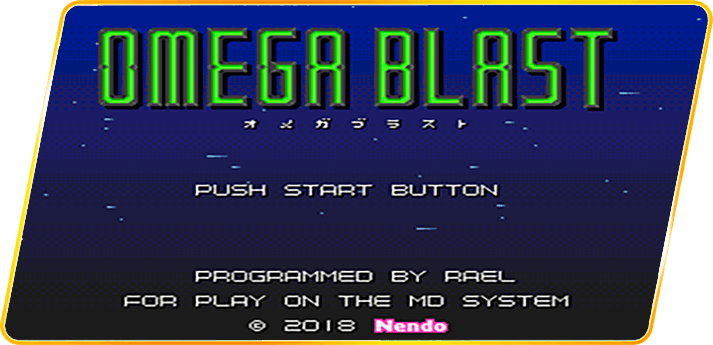 OMEGA BLAST
オメガブラスト
PUSH START BUTTON
PROGRAMMED BY RAEL
FOR PLAY ON THE MD SYSTEM
© 2018 Nendo